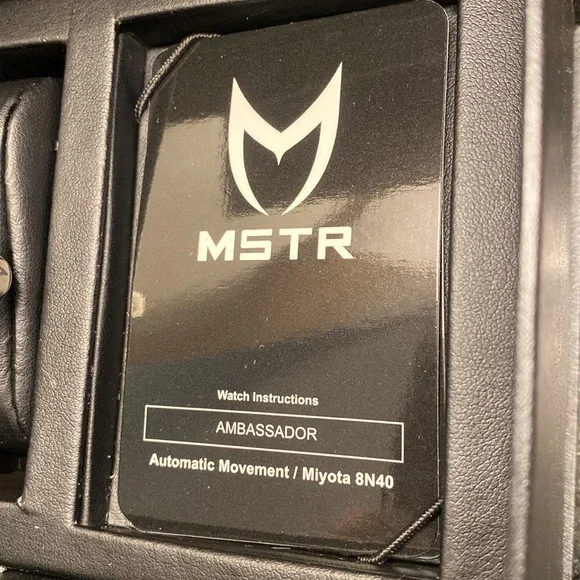 MSTR
Watch Instructions
AMBASSADOR
Automatic Movement / Miyota 8N40